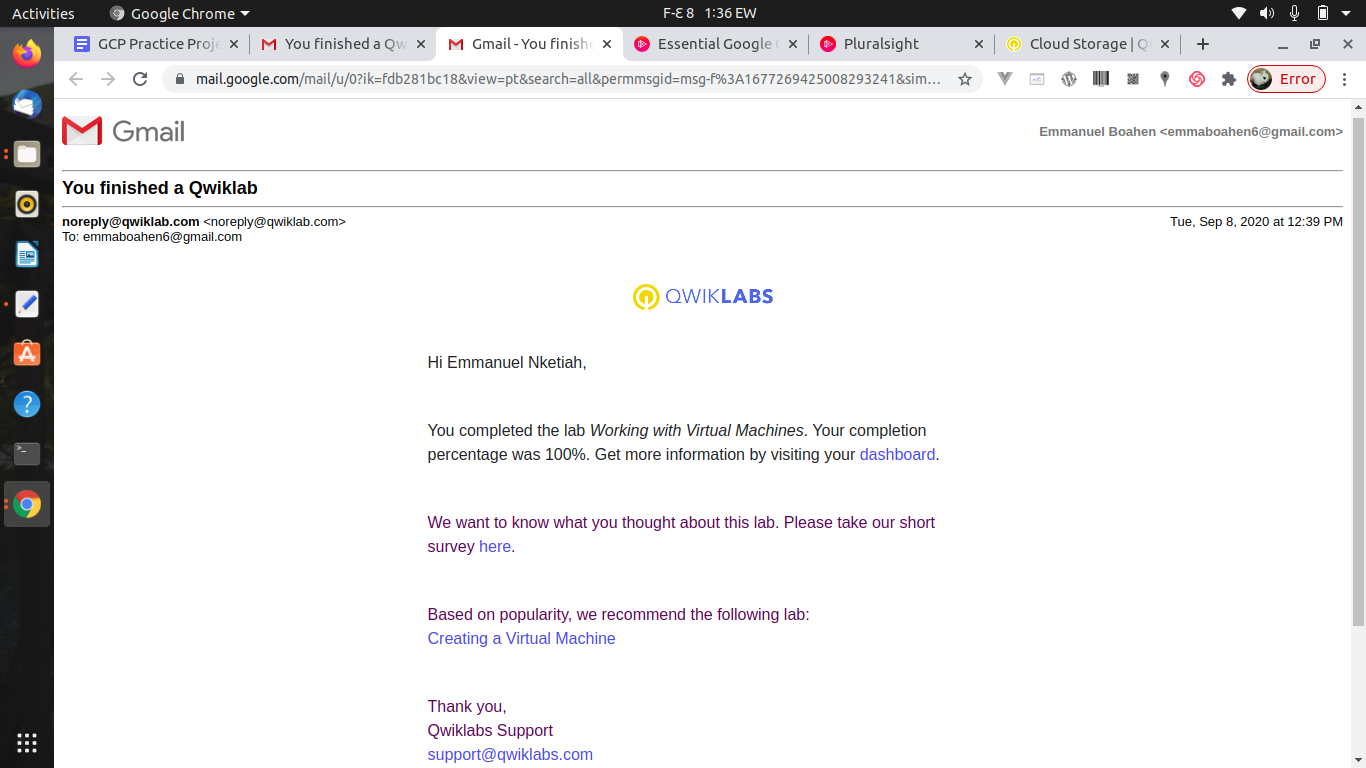 Activities
Google Chrome
F-Ɛ 8 1:36 EW
GCP Practice Proj
You finished a Qw
Gmail - You finishe
Essential Google C
Pluralsight
Cloud Storage | Q
mail.google.com/mail/u/0?ik=fdb281bc18&view=pt&search=all&permmsgid=msg-f%3A1677269425008293241&sim…
Error
Gmail
Emmanuel Boahen <emmaboahen6@gmail.com>
You finished a Qwiklab
noreply@qwiklab.com <noreply@qwiklab.com>
Tue, Sep 8, 2020 at 12:39 PM
To: emmaboahen6@gmail.com
QWIKLABS
Hi Emmanuel Nketiah,
You completed the lab Working with Virtual Machines. Your completion
percentage was 100%. Get more information by visiting your dashboard.
We want to know what you thought about this lab. Please take our short
survey here.
Based on popularity, we recommend the following lab:
Creating a Virtual Machine
Thank you,
Qwiklabs Support
support@qwiklabs.com